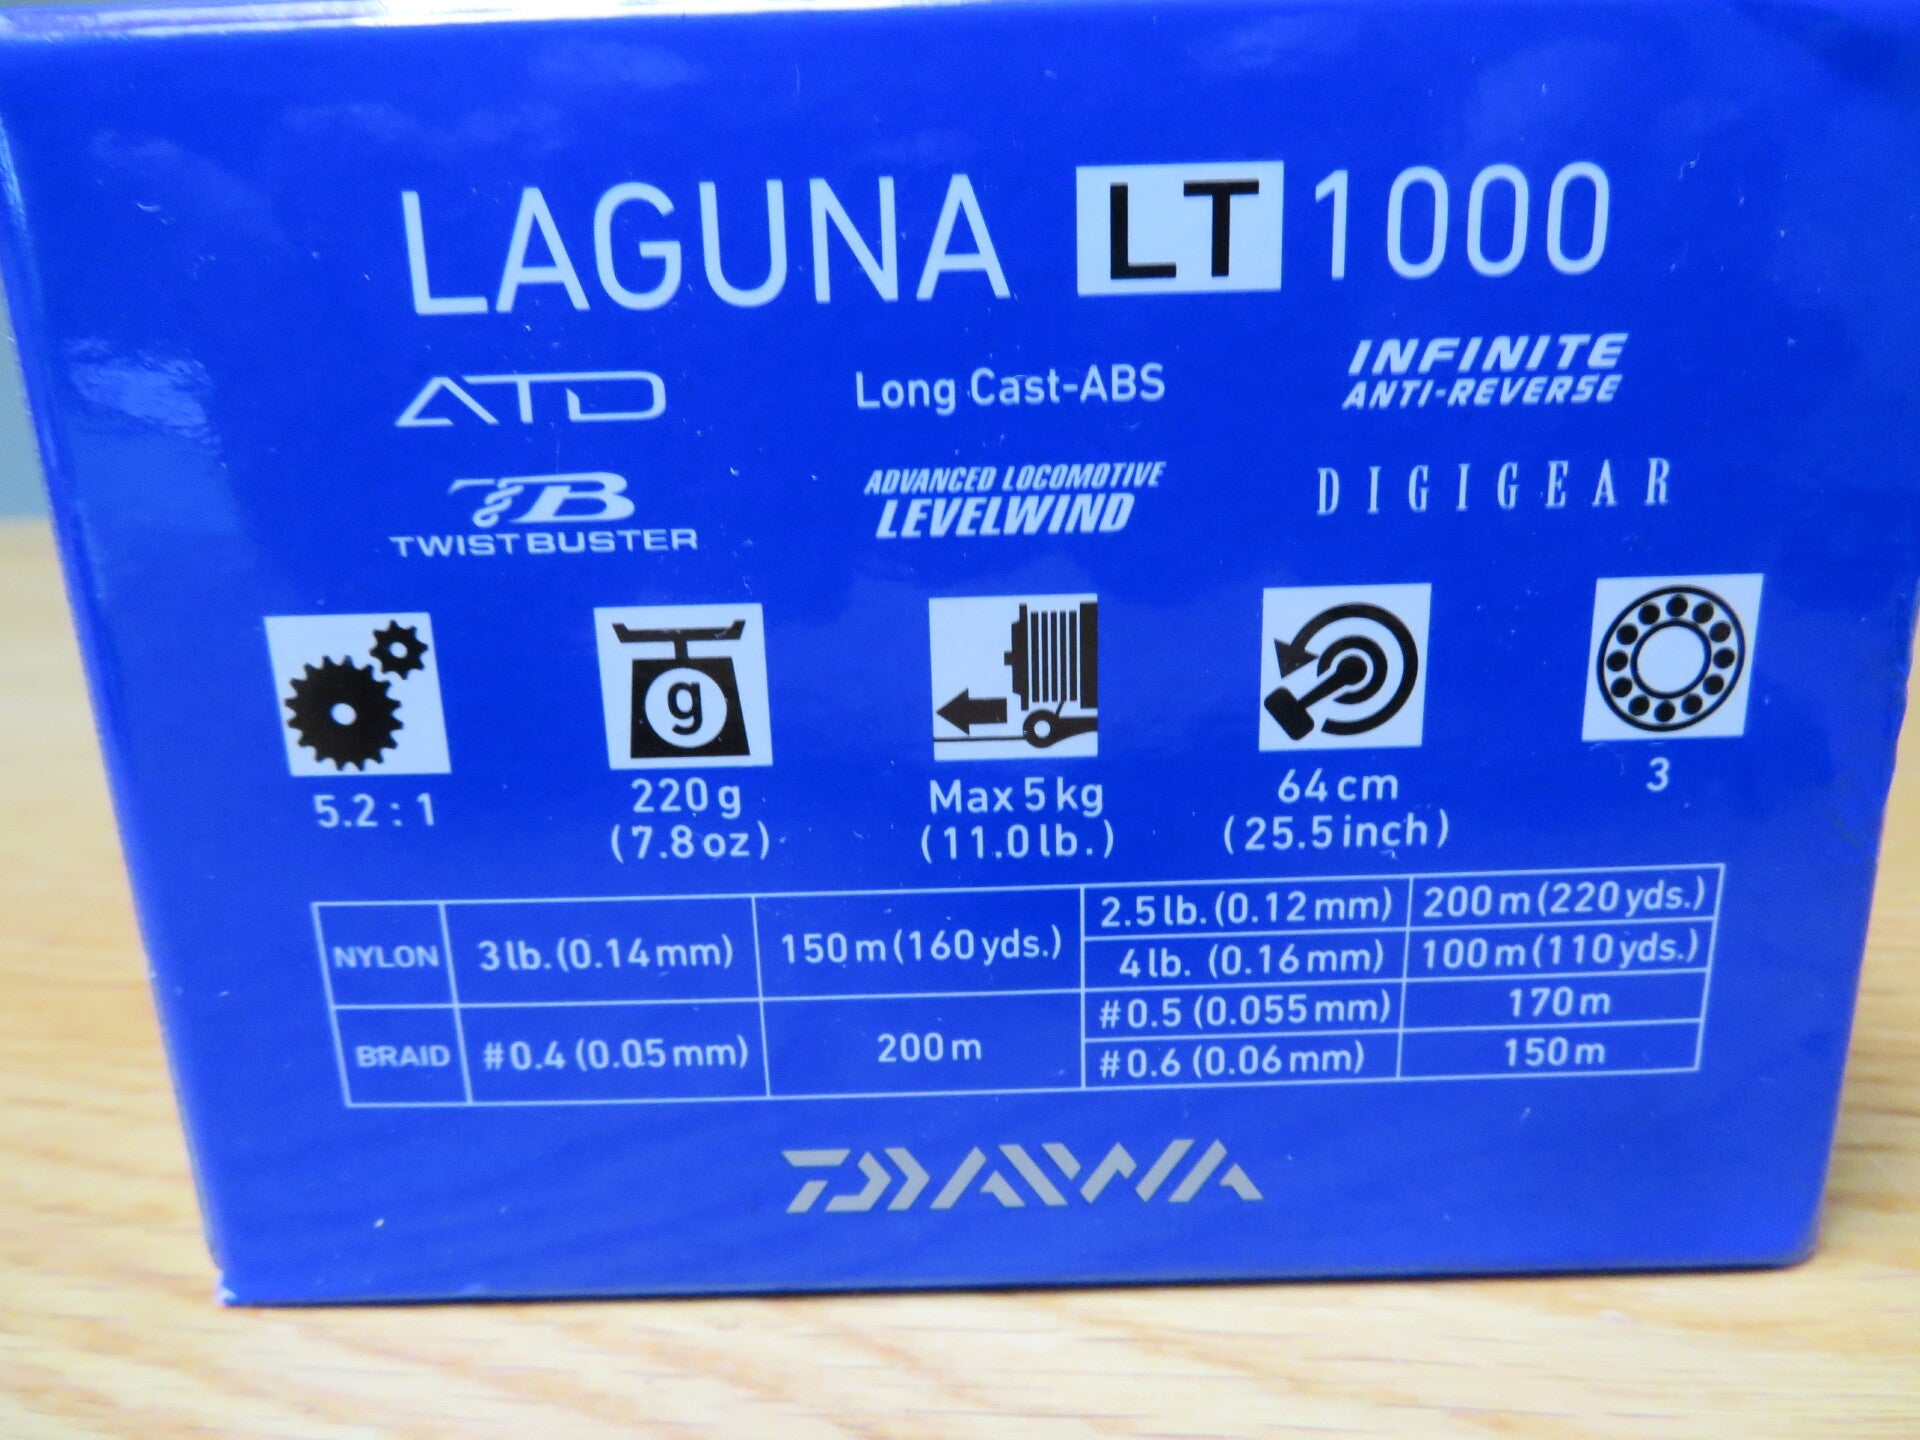 LAGUNA LT 1000
ATD Long Cast-ABS INFINITE
ANTI-REVERSE
TB
TWISTBUSTER
ADVANCED LOCOMOTIVE
LEVELWIND
DIGIGEAR
g
5.2 : 1
220 g
(7.8 oz)
Max 5 kg
(11.0 lb.)
64 cm
(25.5 inch)
3
NYLON 3 lb. (0.14 mm) 150 m (160 yds.)
2.5 lb. (0.12 mm) 200 m (220 yds.)
4 lb. (0.16 mm) 100 m (110 yds.)
BRAID #0.4 (0.05 mm) 200 m
#0.5 (0.055 mm) 170 m
#0.6 (0.06 mm) 150 m
DAIWA